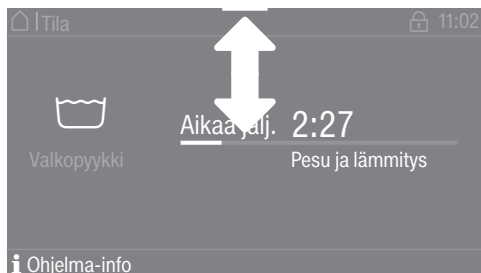 Tila 11:02
Aikaa jälj. 2:27
Valkopyykki Pesu ja lämmitys
i Ohjelma-info